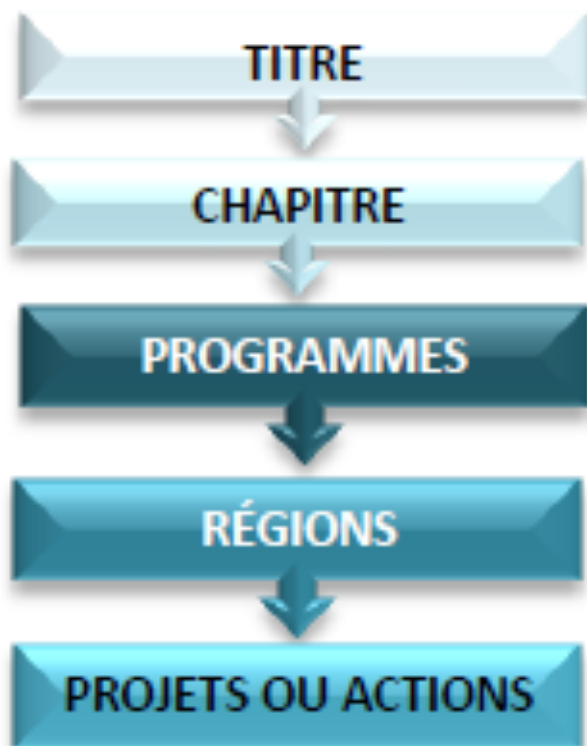 TITRE
CHAPITRE
PROGRAMMES
RÉGIONS
PROJETS OU ACTIONS